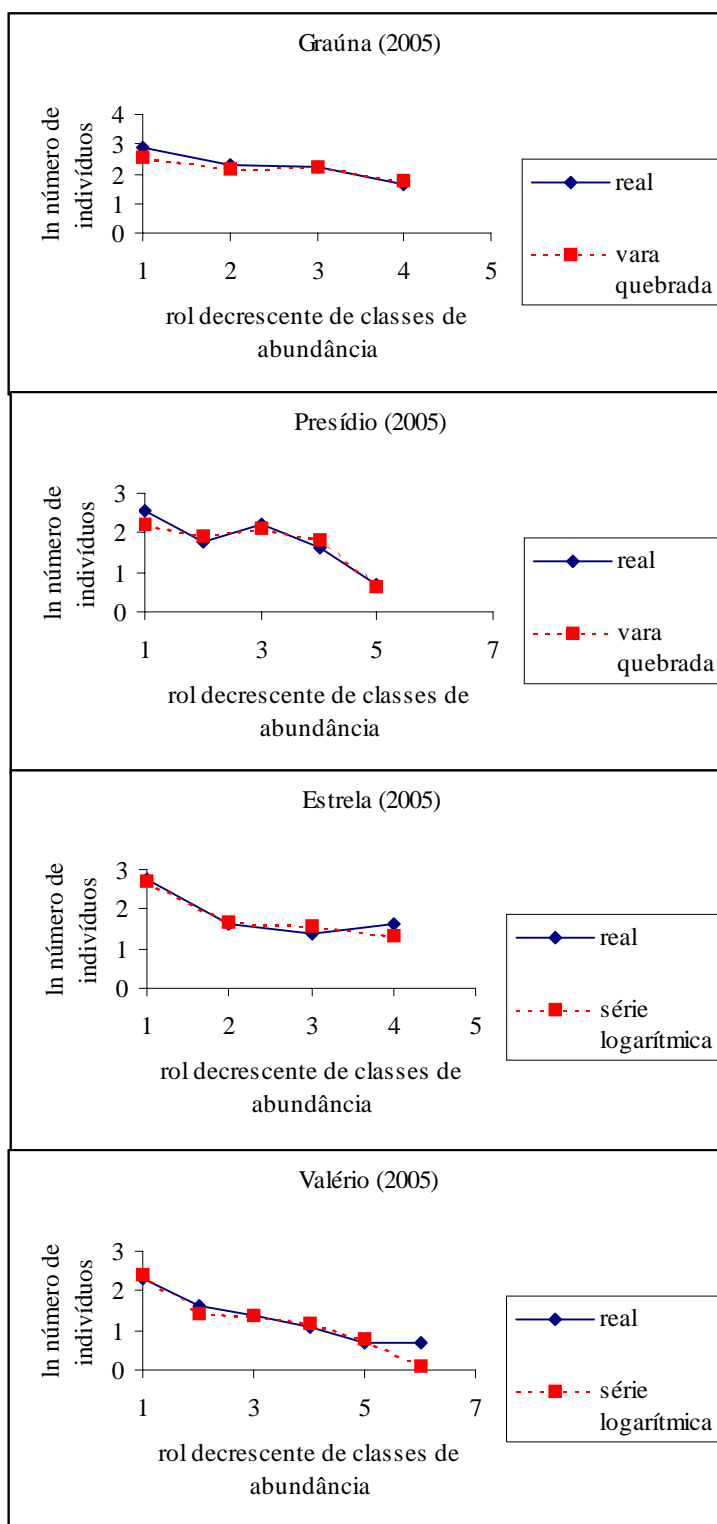 Graúna (2005)
ln número de
indivíduos
4
3
2
1
0
1 2 3 4 5
rol decrescente de classes de
abundância
real
vara
quebrada
Presídio (2005)
ln número de
indivíduos
3
2
1
0
1 3 5 7
rol decrescente de classes de
abundância
real
vara
quebrada
Estrela (2005)
ln número de
indivíduos
3
2
1
0
1 2 3 4 5
rol decrescente de classes de
abundância
real
série
logarítmica
Valério (2005)
ln número de
indivíduos
3
2
1
0
1 3 5 7
rol decrescente de classes de
abundância
real
série
logarítmica